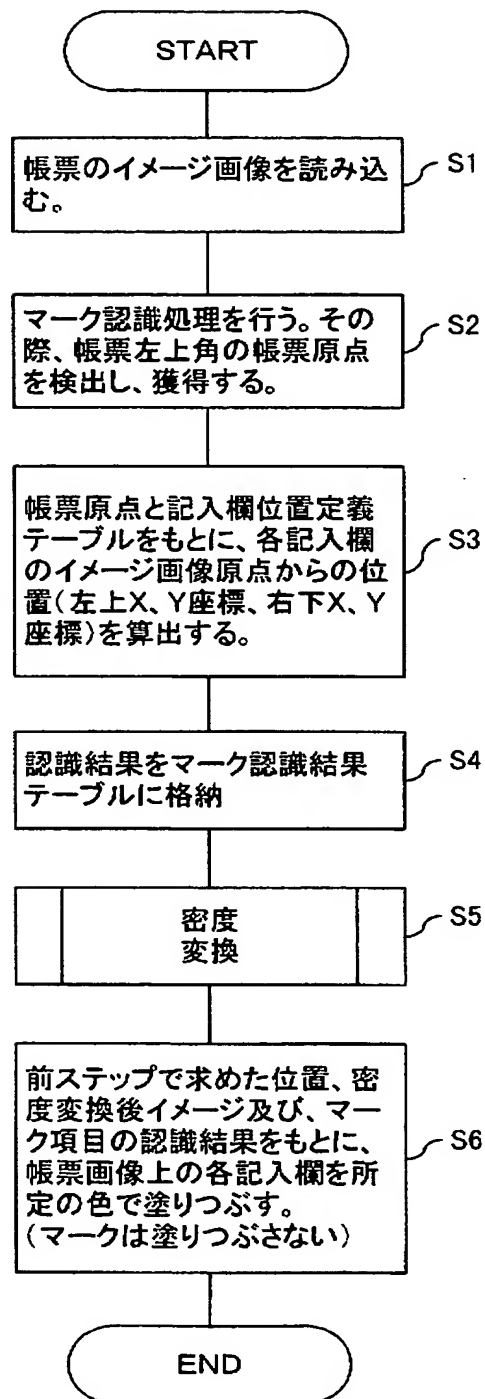 START
帳票のイメージ画像を読み込
む。
S1
マーク認識処理を行う。その
際、帳票左上角の帳票原点
を検出し、獲得する。
S2
帳票原点と記入欄位置定義
テーブルをもとに、各記入欄
のイメージ画像原点からの位
置(左上X、Y座標、右下X、Y
座標)を算出する。
S3
認識結果をマーク認識結果
テーブルに格納
S4
密度
変換
S5
前ステップで求めた位置、密
度変換後イメージ及び、マー
ク項目の認識結果をもとに、
帳票画像上の各記入欄を所
定の色で塗りつぶす。
(マークは塗りつぶさない)
S6
END